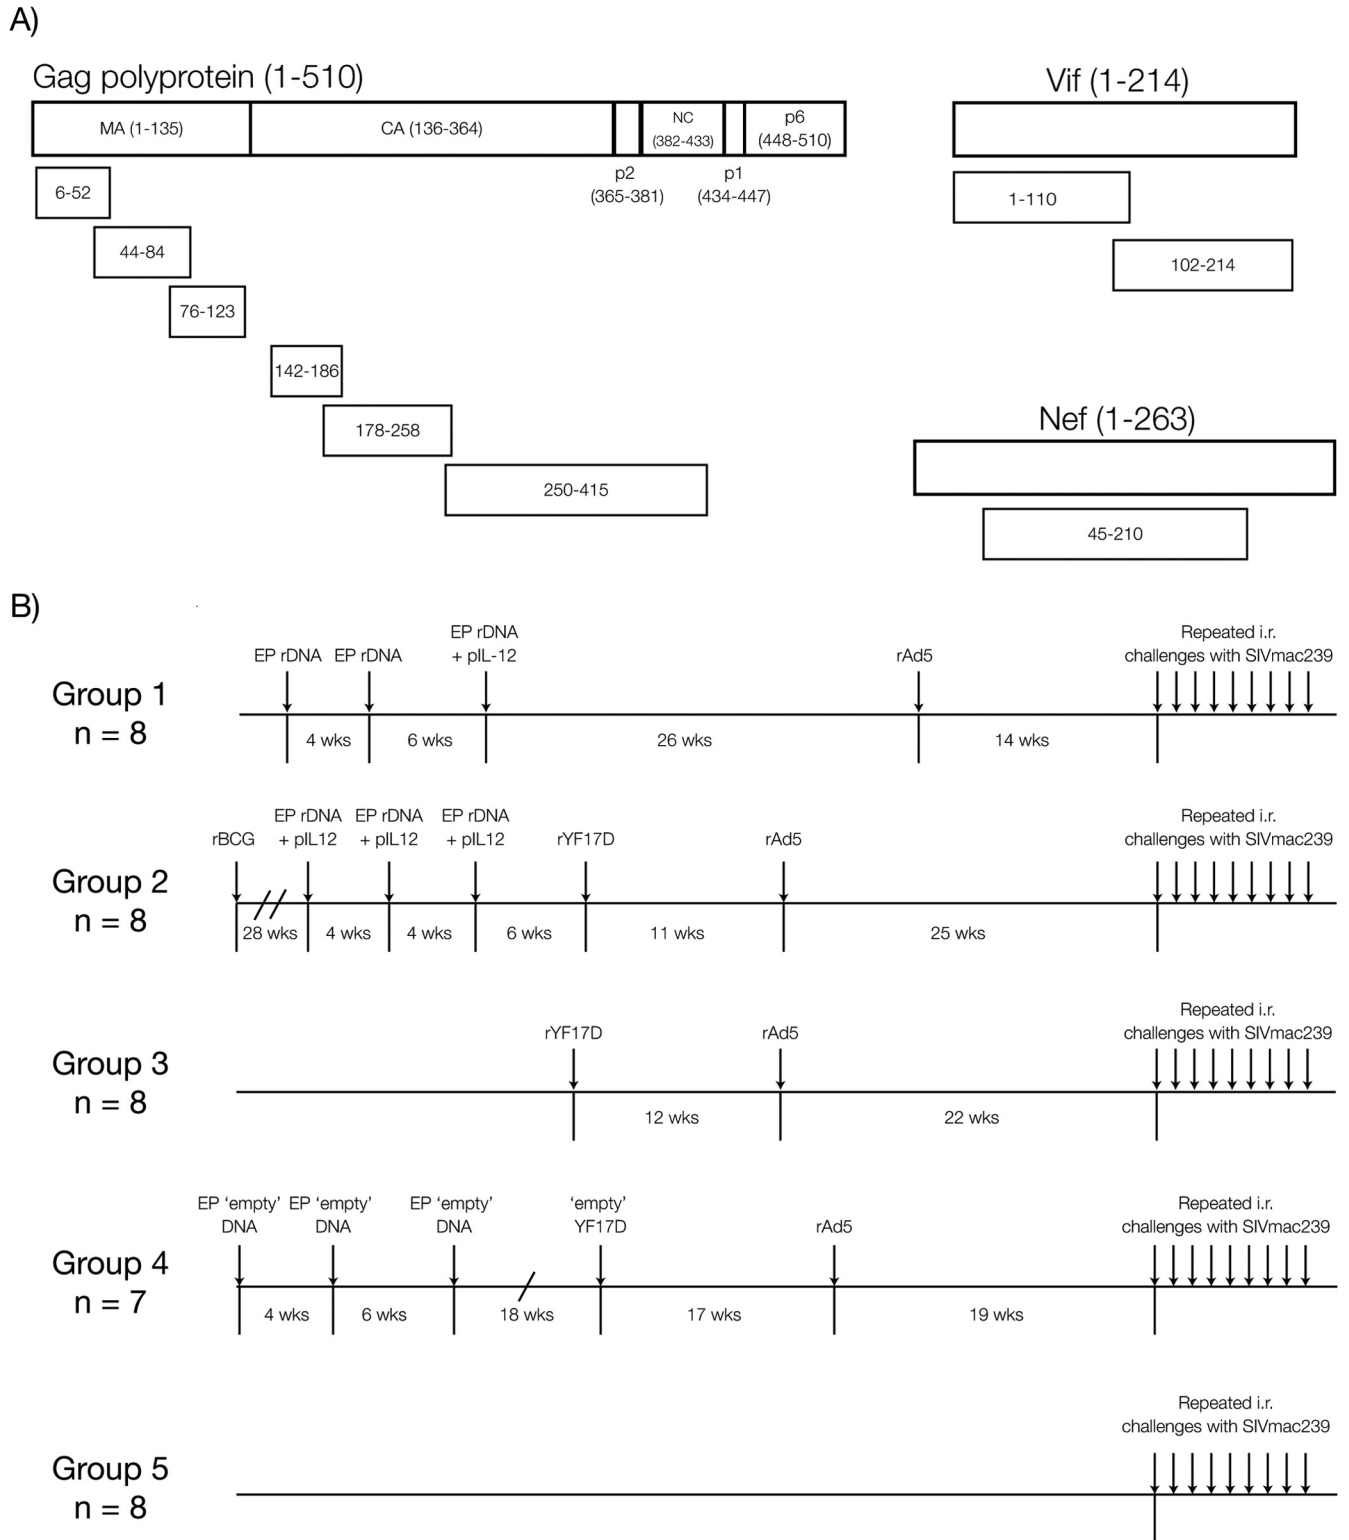 A)
Gag polyprotein (1-510)
MA (1-135)
CA (136-364)
NC
(382-433)
p6
(448-510)
p2
(365-381)
p1
(434-447)
6-52
44-84
76-123
142-186
178-258
250-415
Vif (1-214)
1-110
102-214
Nef (1-263)
45-210
B)
Group 1
n = 8
EP rDNA
EP rDNA
EP rDNA
+ pIL-12
rAd5
Repeated i.r.
challenges with SIVmac239
4 wks
6 wks
26 wks
14 wks
Group 2
n = 8
rBCG
EP rDNA
+ pIL12
EP rDNA
+ pIL12
EP rDNA
+ pIL12
rYF17D
rAd5
Repeated i.r.
challenges with SIVmac239
28 wks
4 wks
4 wks
6 wks
11 wks
25 wks
Group 3
n = 8
rYF17D
rAd5
Repeated i.r.
challenges with SIVmac239
12 wks
22 wks
Group 4
n = 7
EP ‘empty’
DNA
EP ‘empty’
DNA
EP ‘empty’
DNA
‘empty’
YF17D
rAd5
Repeated i.r.
challenges with SIVmac239
4 wks
6 wks
18 wks
17 wks
19 wks
Group 5
n = 8
Repeated i.r.
challenges with SIVmac239